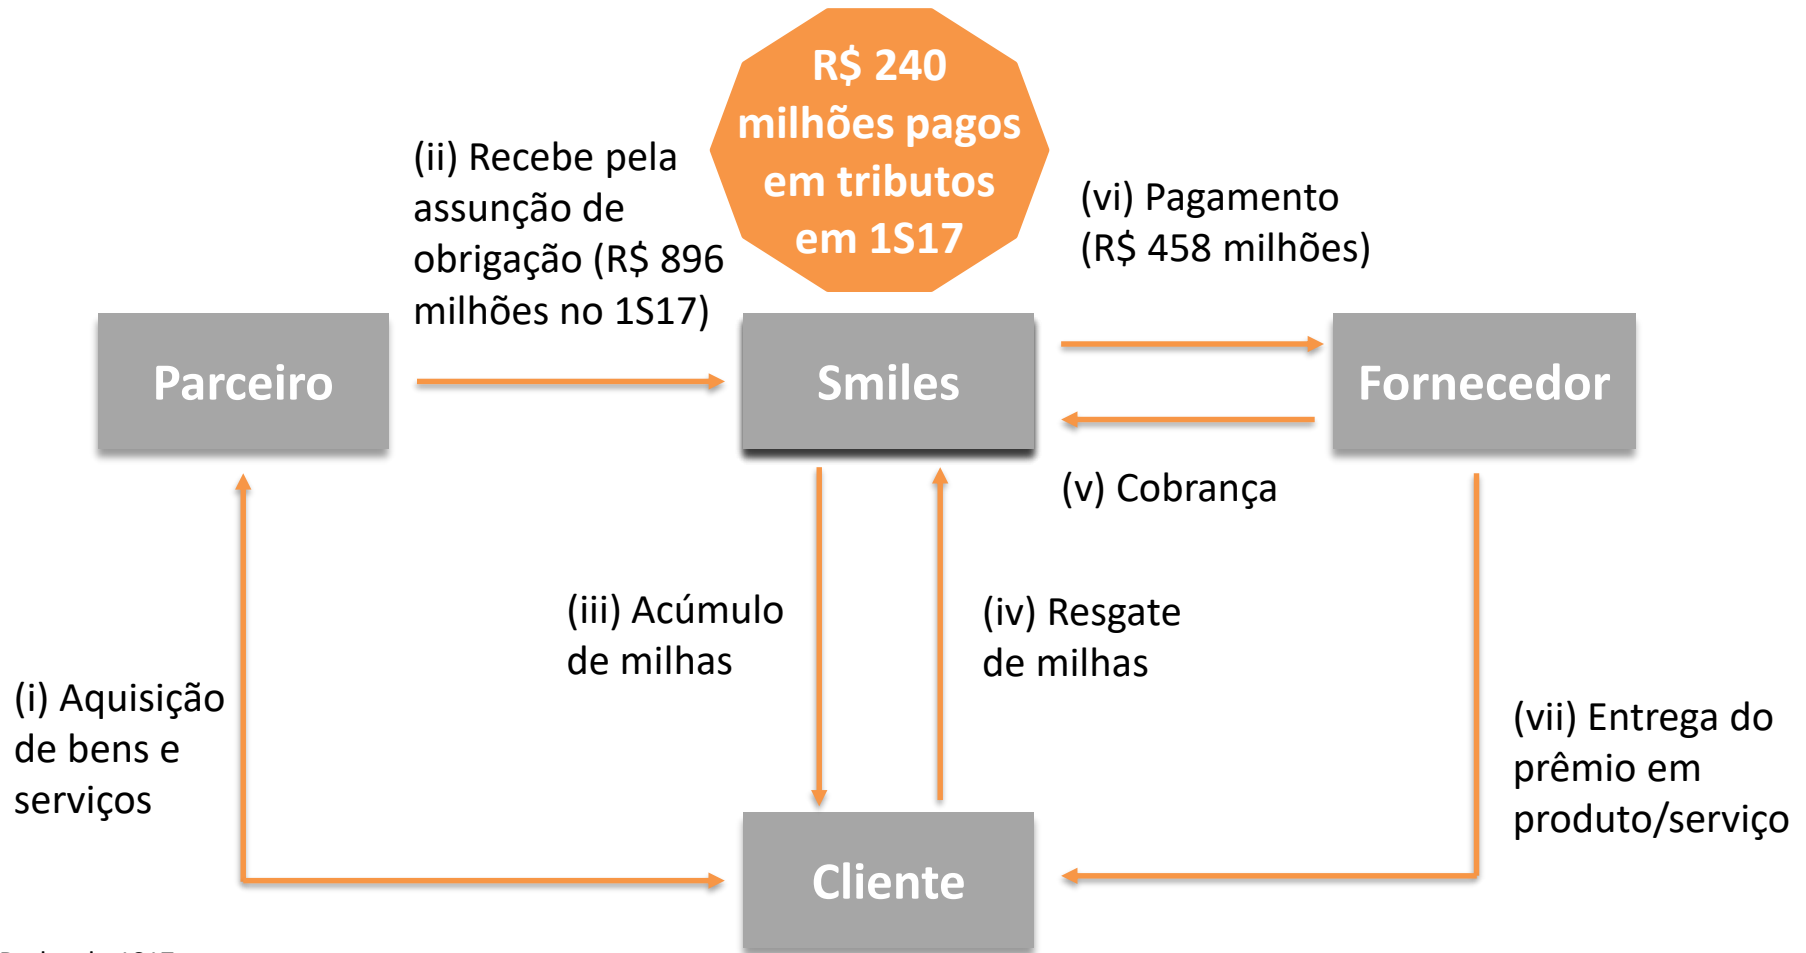 R$ 240
milhões pagos
em tributos
em 1S17
(ii) Recebe pela
assunção de
obrigação (R$ 896
milhões no 1S17)
(vi) Pagamento
(R$ 458 milhões)
Parceiro
Smiles
Fornecedor
(v) Cobrança
(iii) Acúmulo
de milhas
(iv) Resgate
de milhas
(i) Aquisição
de bens e
serviços
(vii) Entrega do
prêmio em
produto/serviço
Cliente